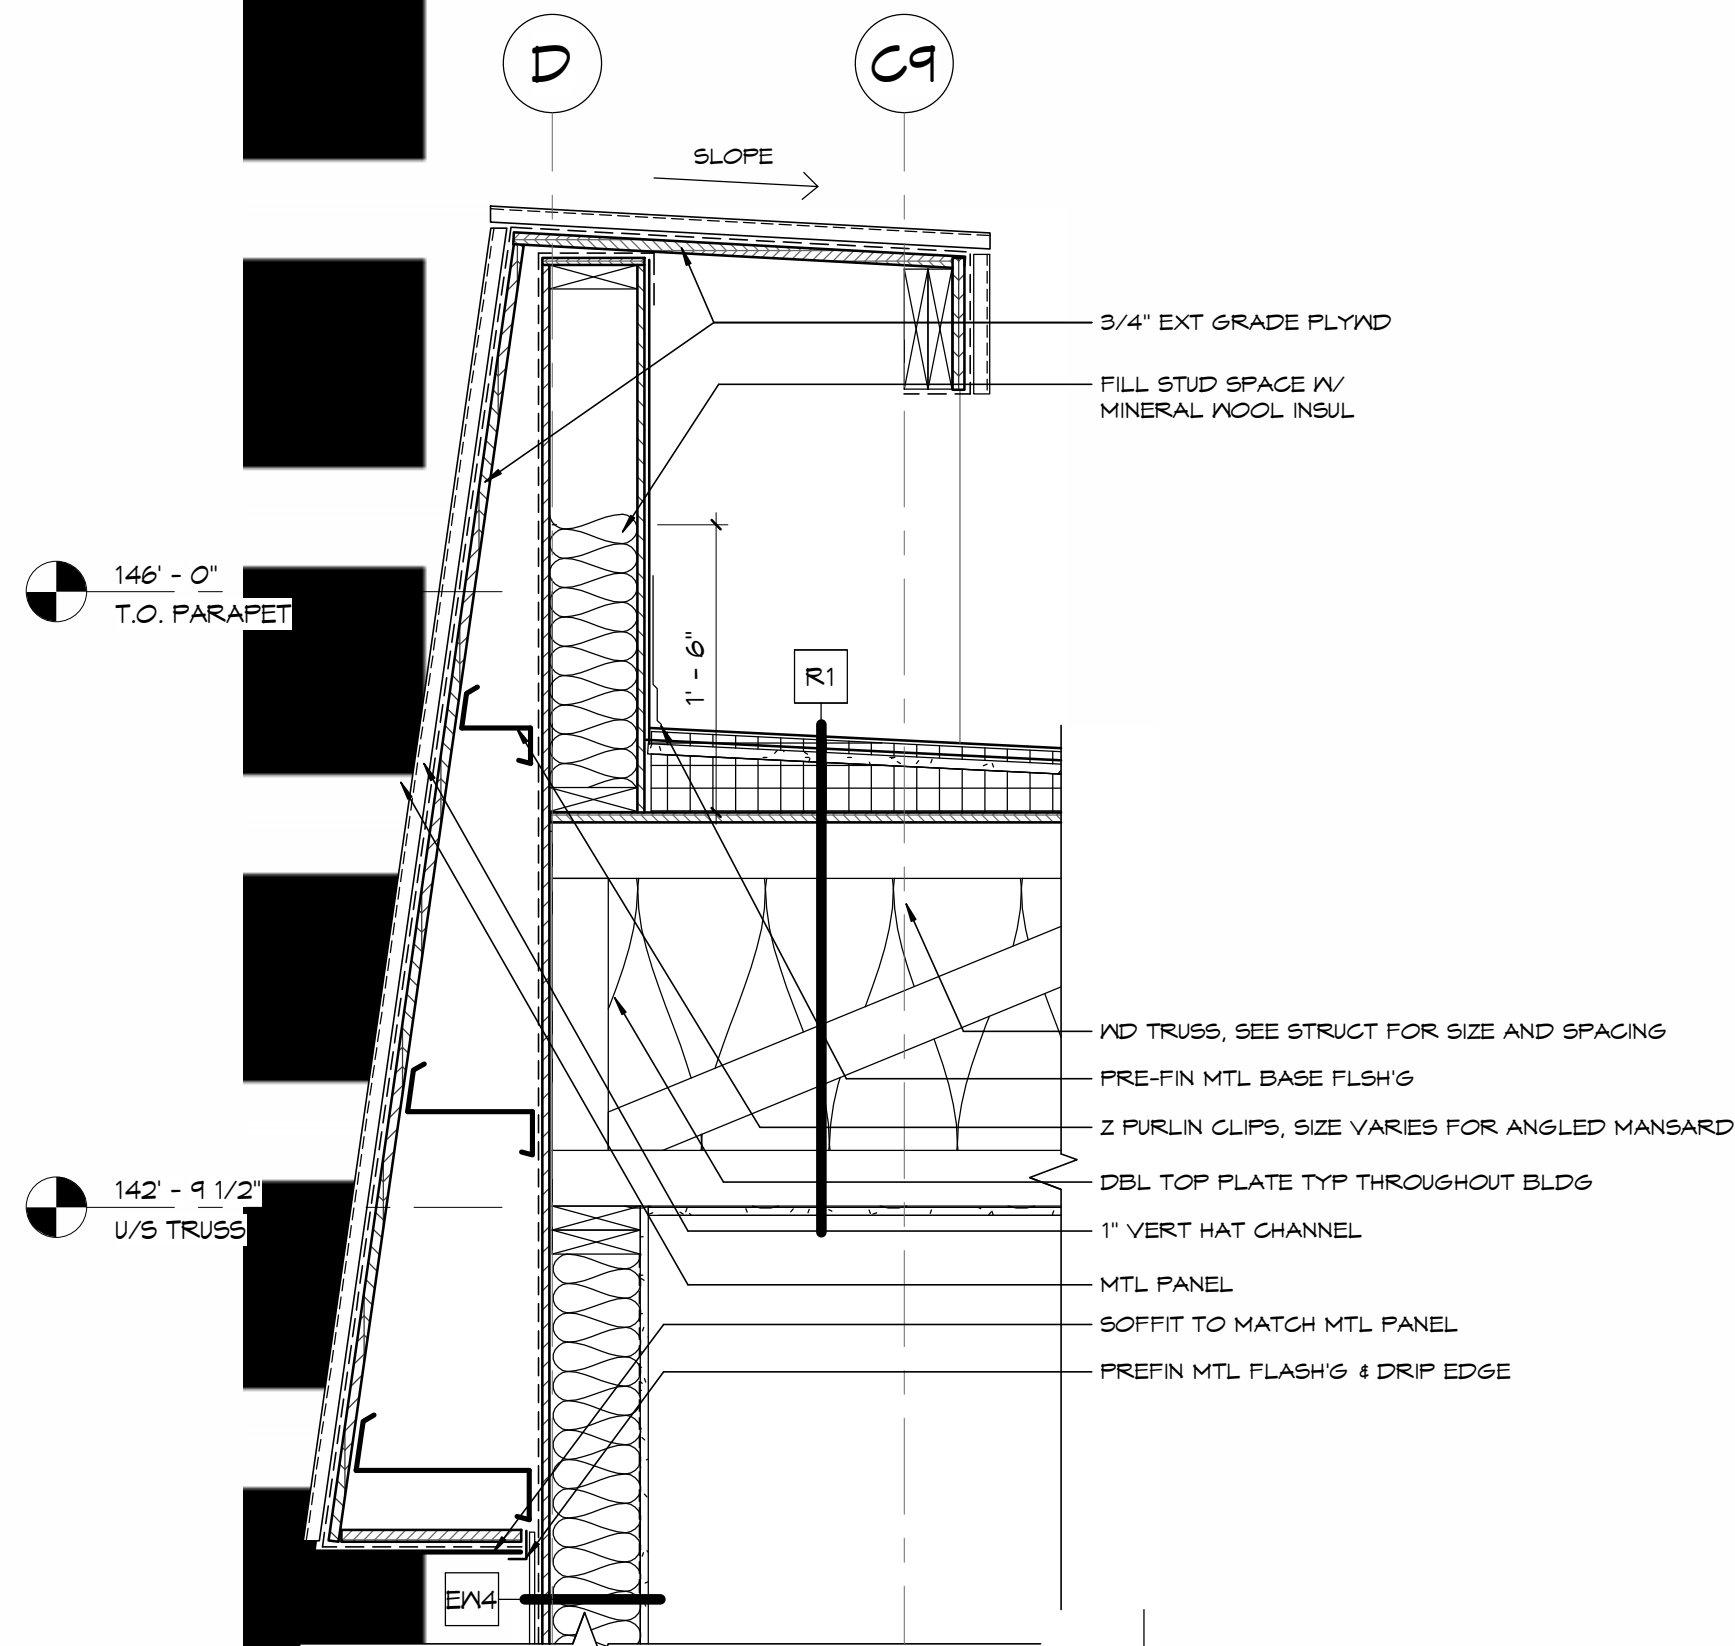 D
C9
SLOPE
3/4" EXT GRADE PLYWD
FILL STUD SPACE W/
MINERAL WOOL INSUL
146' - 0"
T.O. PARAPET
1' - 6"
R1
WD TRUSS, SEE STRUCT FOR SIZE AND SPACING
PRE-FIN MTL BASE FLSH'G
Z PURLIN CLIPS, SIZE VARIES FOR ANGLED MANSARD
142' - 9 1/2"
U/S TRUSS
DBL TOP PLATE TYP THROUGHOUT BLDG
1" VERT HAT CHANNEL
MTL PANEL
SOFFIT TO MATCH MTL PANEL
PREFIN MTL FLASH'G & DRIP EDGE
EW4